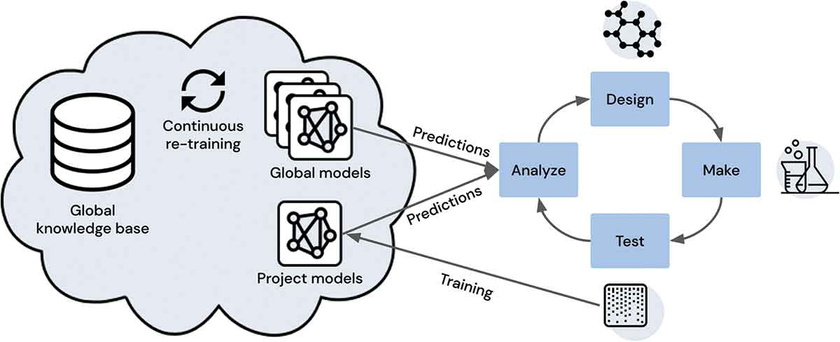 Continuous
re-training
Global models
Global
knowledge base
Project models
Predictions
Predictions
Training
Design
Analyze
Make
Test